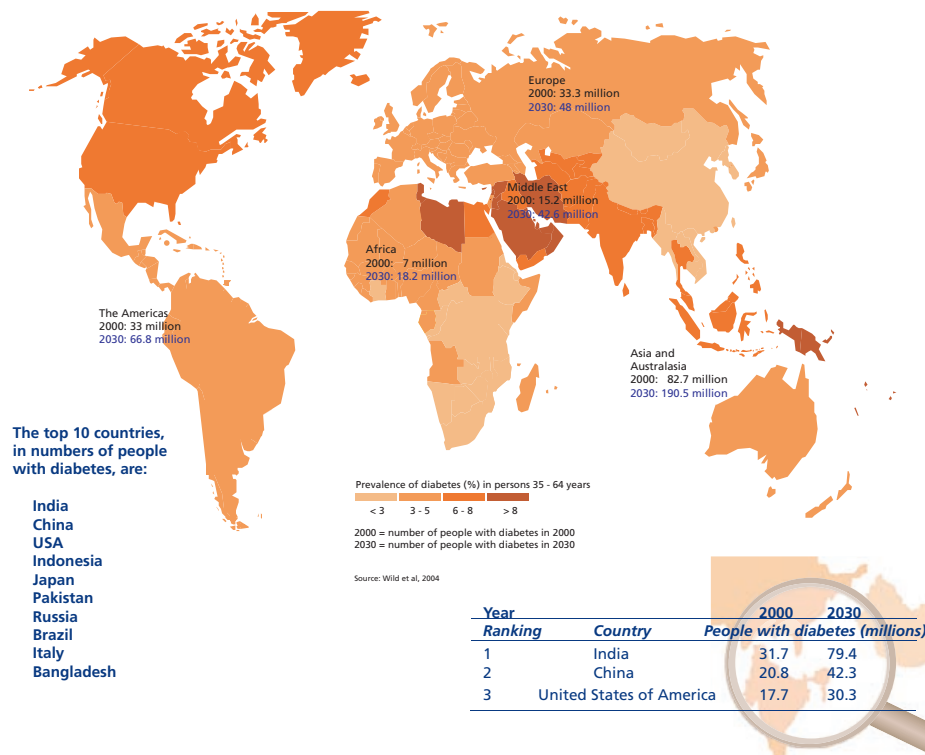 Europe
2000: 33.3 million
2030: 48 million
Middle East
2000: 15.2 million
2030: 42.6 million
Africa
2000: 7 million
2030: 18.2 million
The Americas
2000: 33 million
2030: 66.8 million
Asia and
Australasia
2000: 82.7 million
2030: 190.5 million
The top 10 countries,
in numbers of people
with diabetes, are:
India
China
USA
Indonesia
Japan
Pakistan
Russia
Brazil
Italy
Bangladesh
Prevalence of diabetes (%) in persons 35 - 64 years
< 3 3 - 5 6 - 8 > 8
2000 = number of people with diabetes in 2000
2030 = number of people with diabetes in 2030
Source: Wild et al, 2004
Year 2000 2030
Ranking Country People with diabetes (millions)
1 India 31.7 79.4
2 China 20.8 42.3
3 United States of America 17.7 30.3